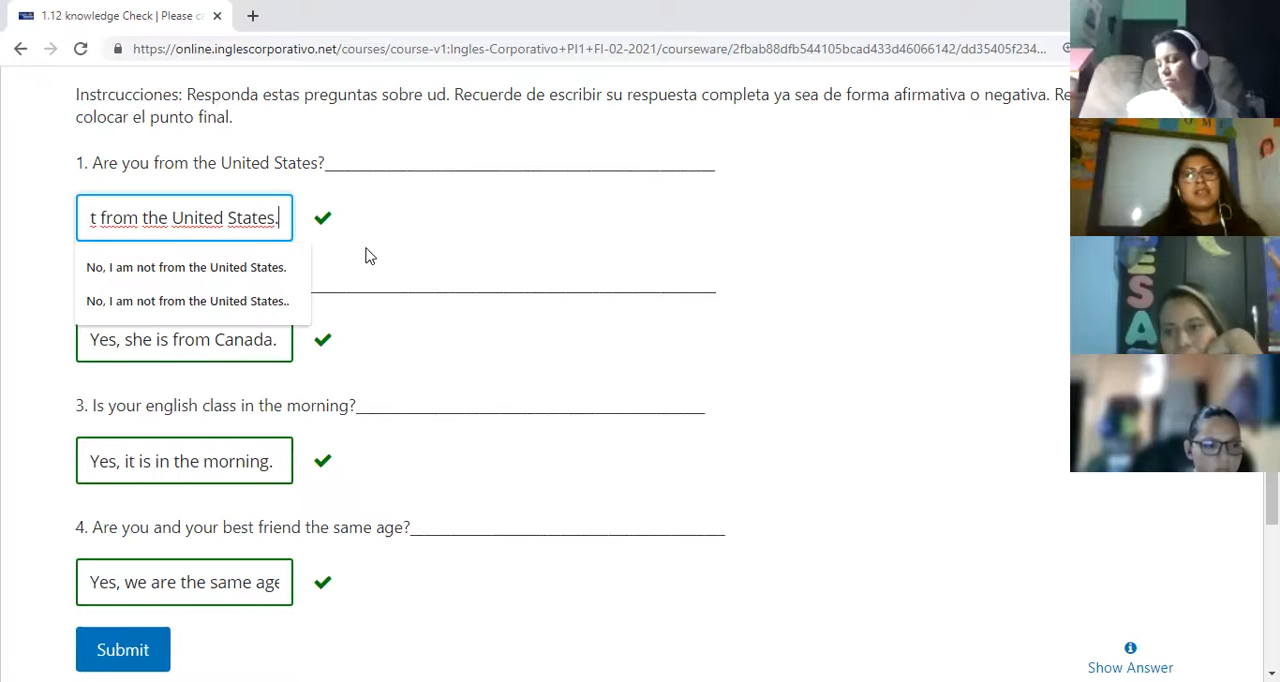 1.12 knowledge Check | Please c
https://online.inglescorporativo.net/courses/course-v1:Ingles-Corporativo+PI1+FI-02-2021/courseware/2fbab88dfb544105bcad433d46066142/dd35405f234...
Instrcucciones: Responda estas preguntas sobre ud. Recuerde de escribir su respuesta completa ya sea de forma afirmativa o negativa. Re
colocar el punto final.
1. Are you from the United States?
t from the United States.
No, I am not from the United States.
No, I am not from the United States..
Yes, she is from Canada.
3. Is your english class in the morning?
Yes, it is in the morning.
4. Are you and your best friend the same age?
Yes, we are the same age
Submit
Show Answer